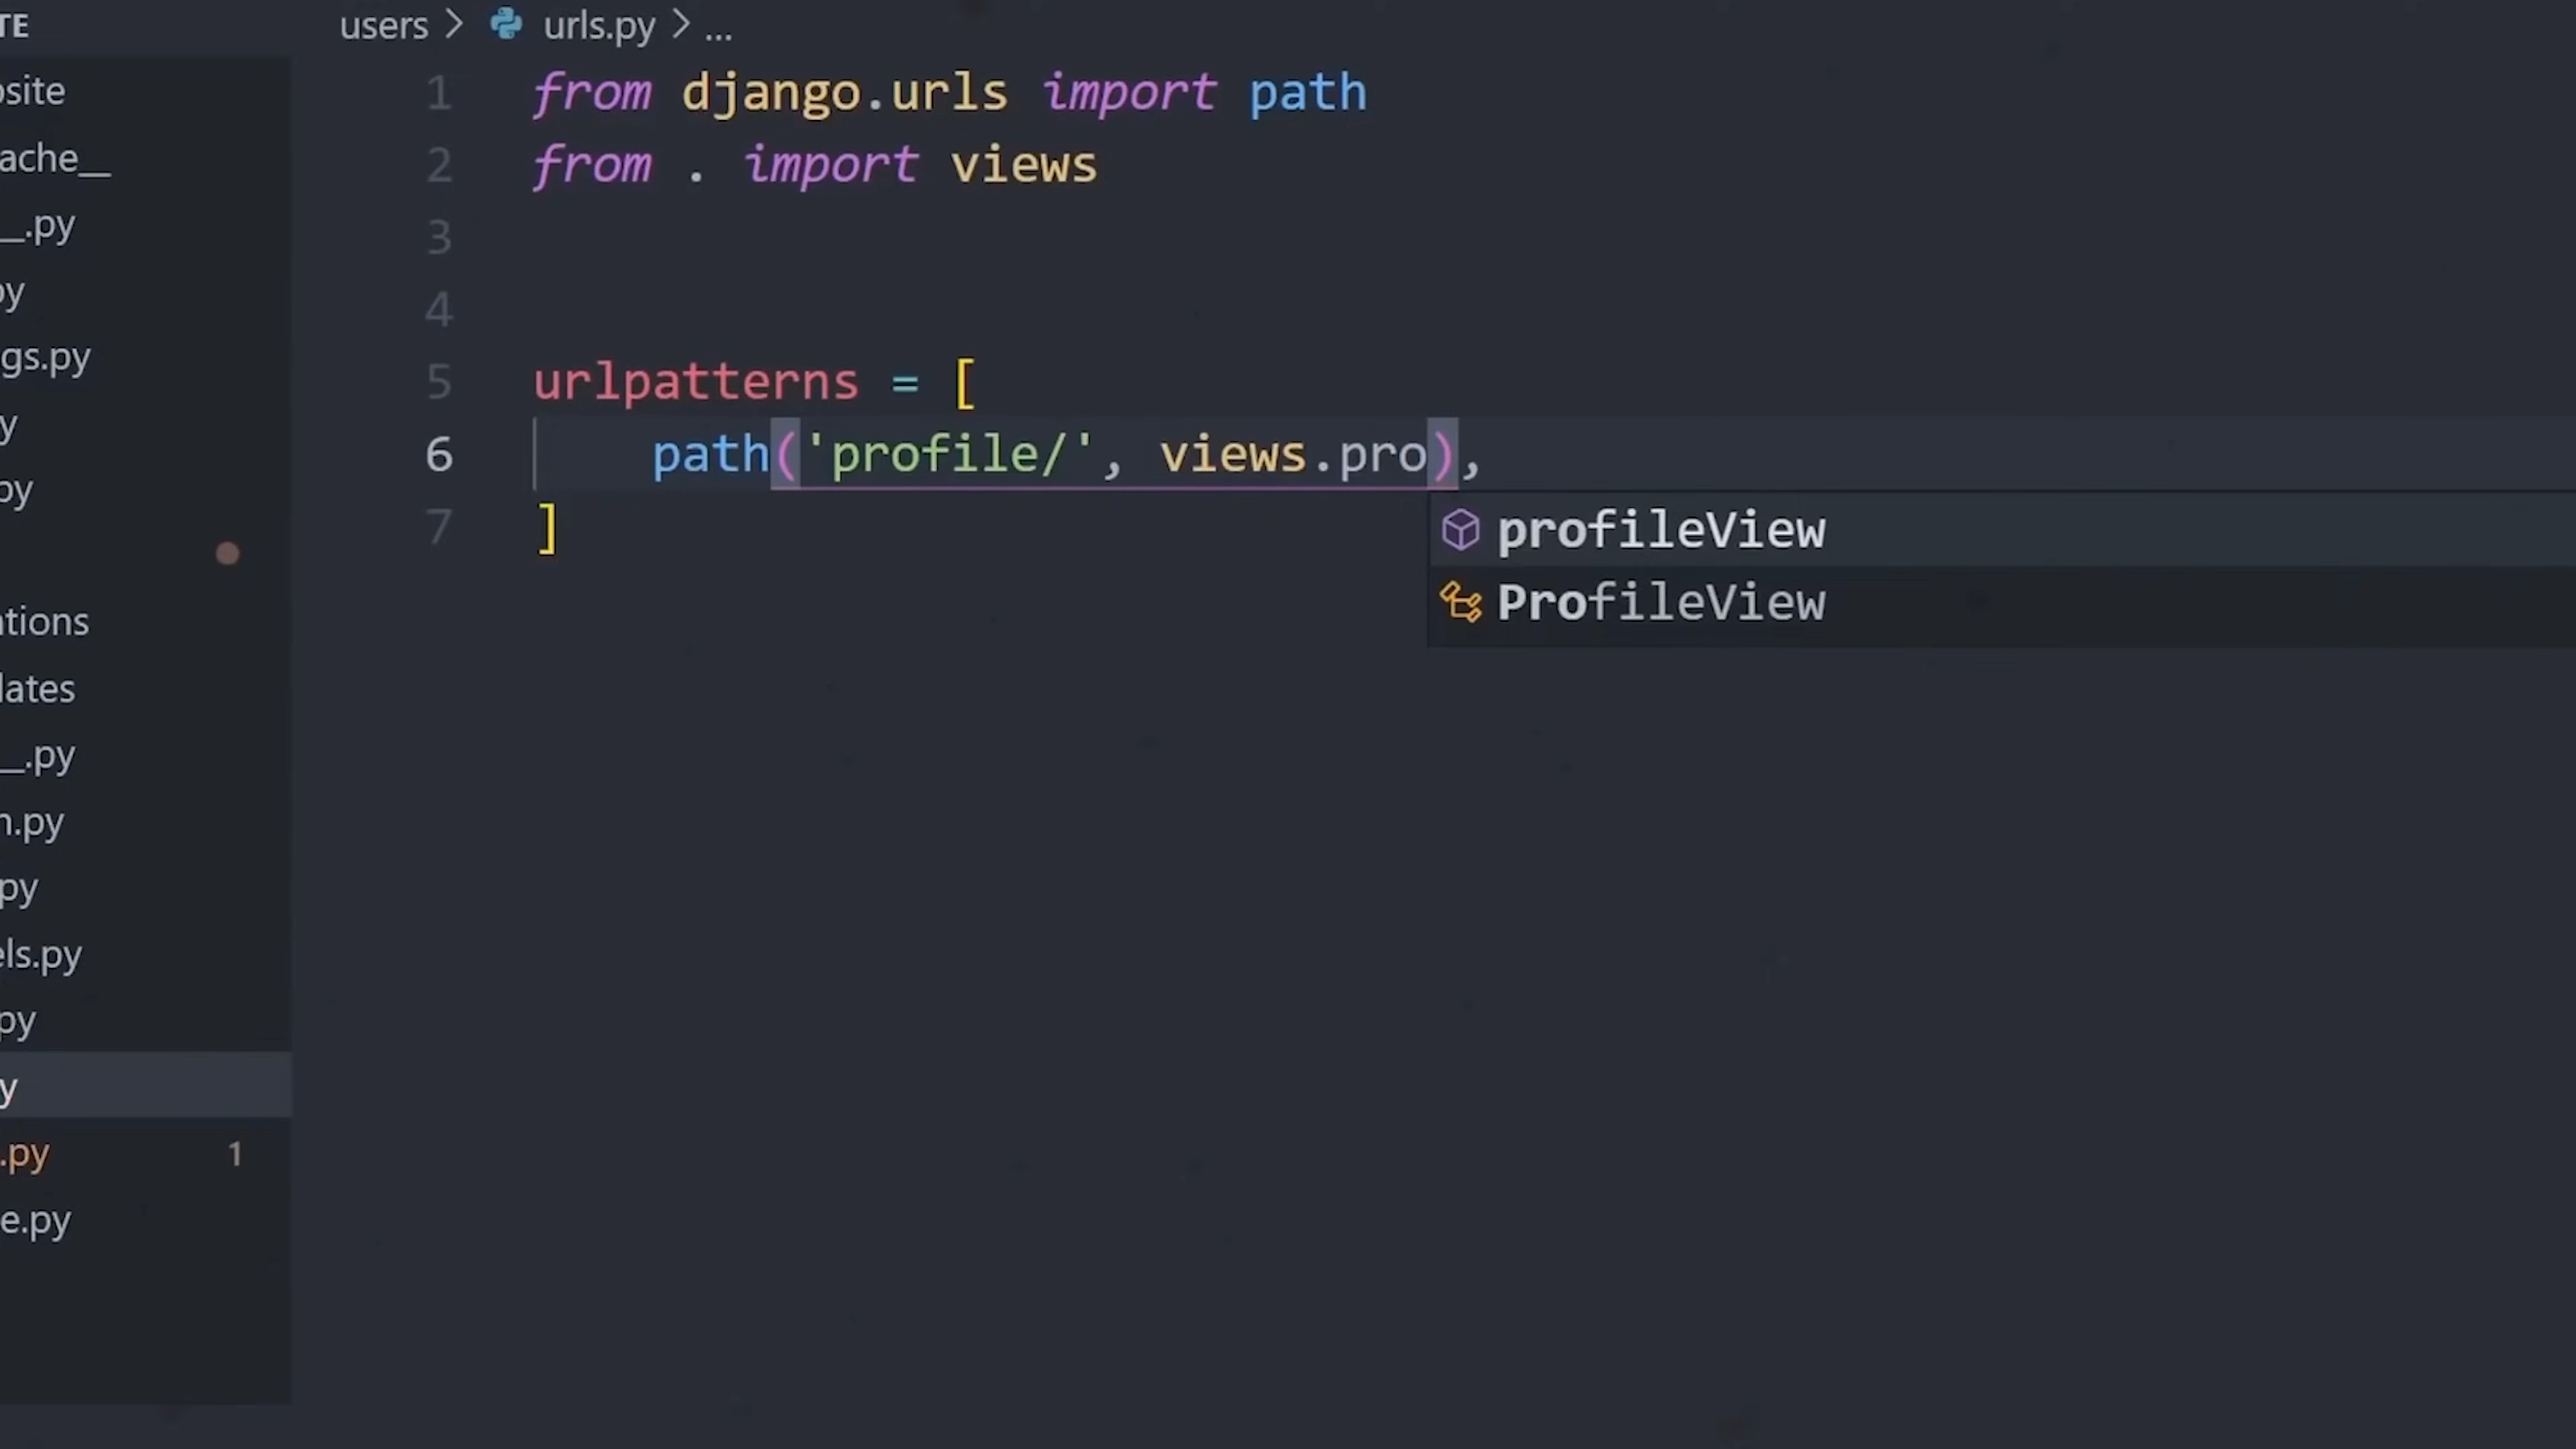 TE
site
ache__
__.py
py
gs.py
y
py
ations
lates
__.py
n.py
.py
els.py
.py
y
.py 1
e.py
users > urls.py > ...
1 from django.urls import path
2 from . import views
3
4
5 urlpatterns = [
6 path('profile/', views.pro),
7 ]
profileView
ProfileView